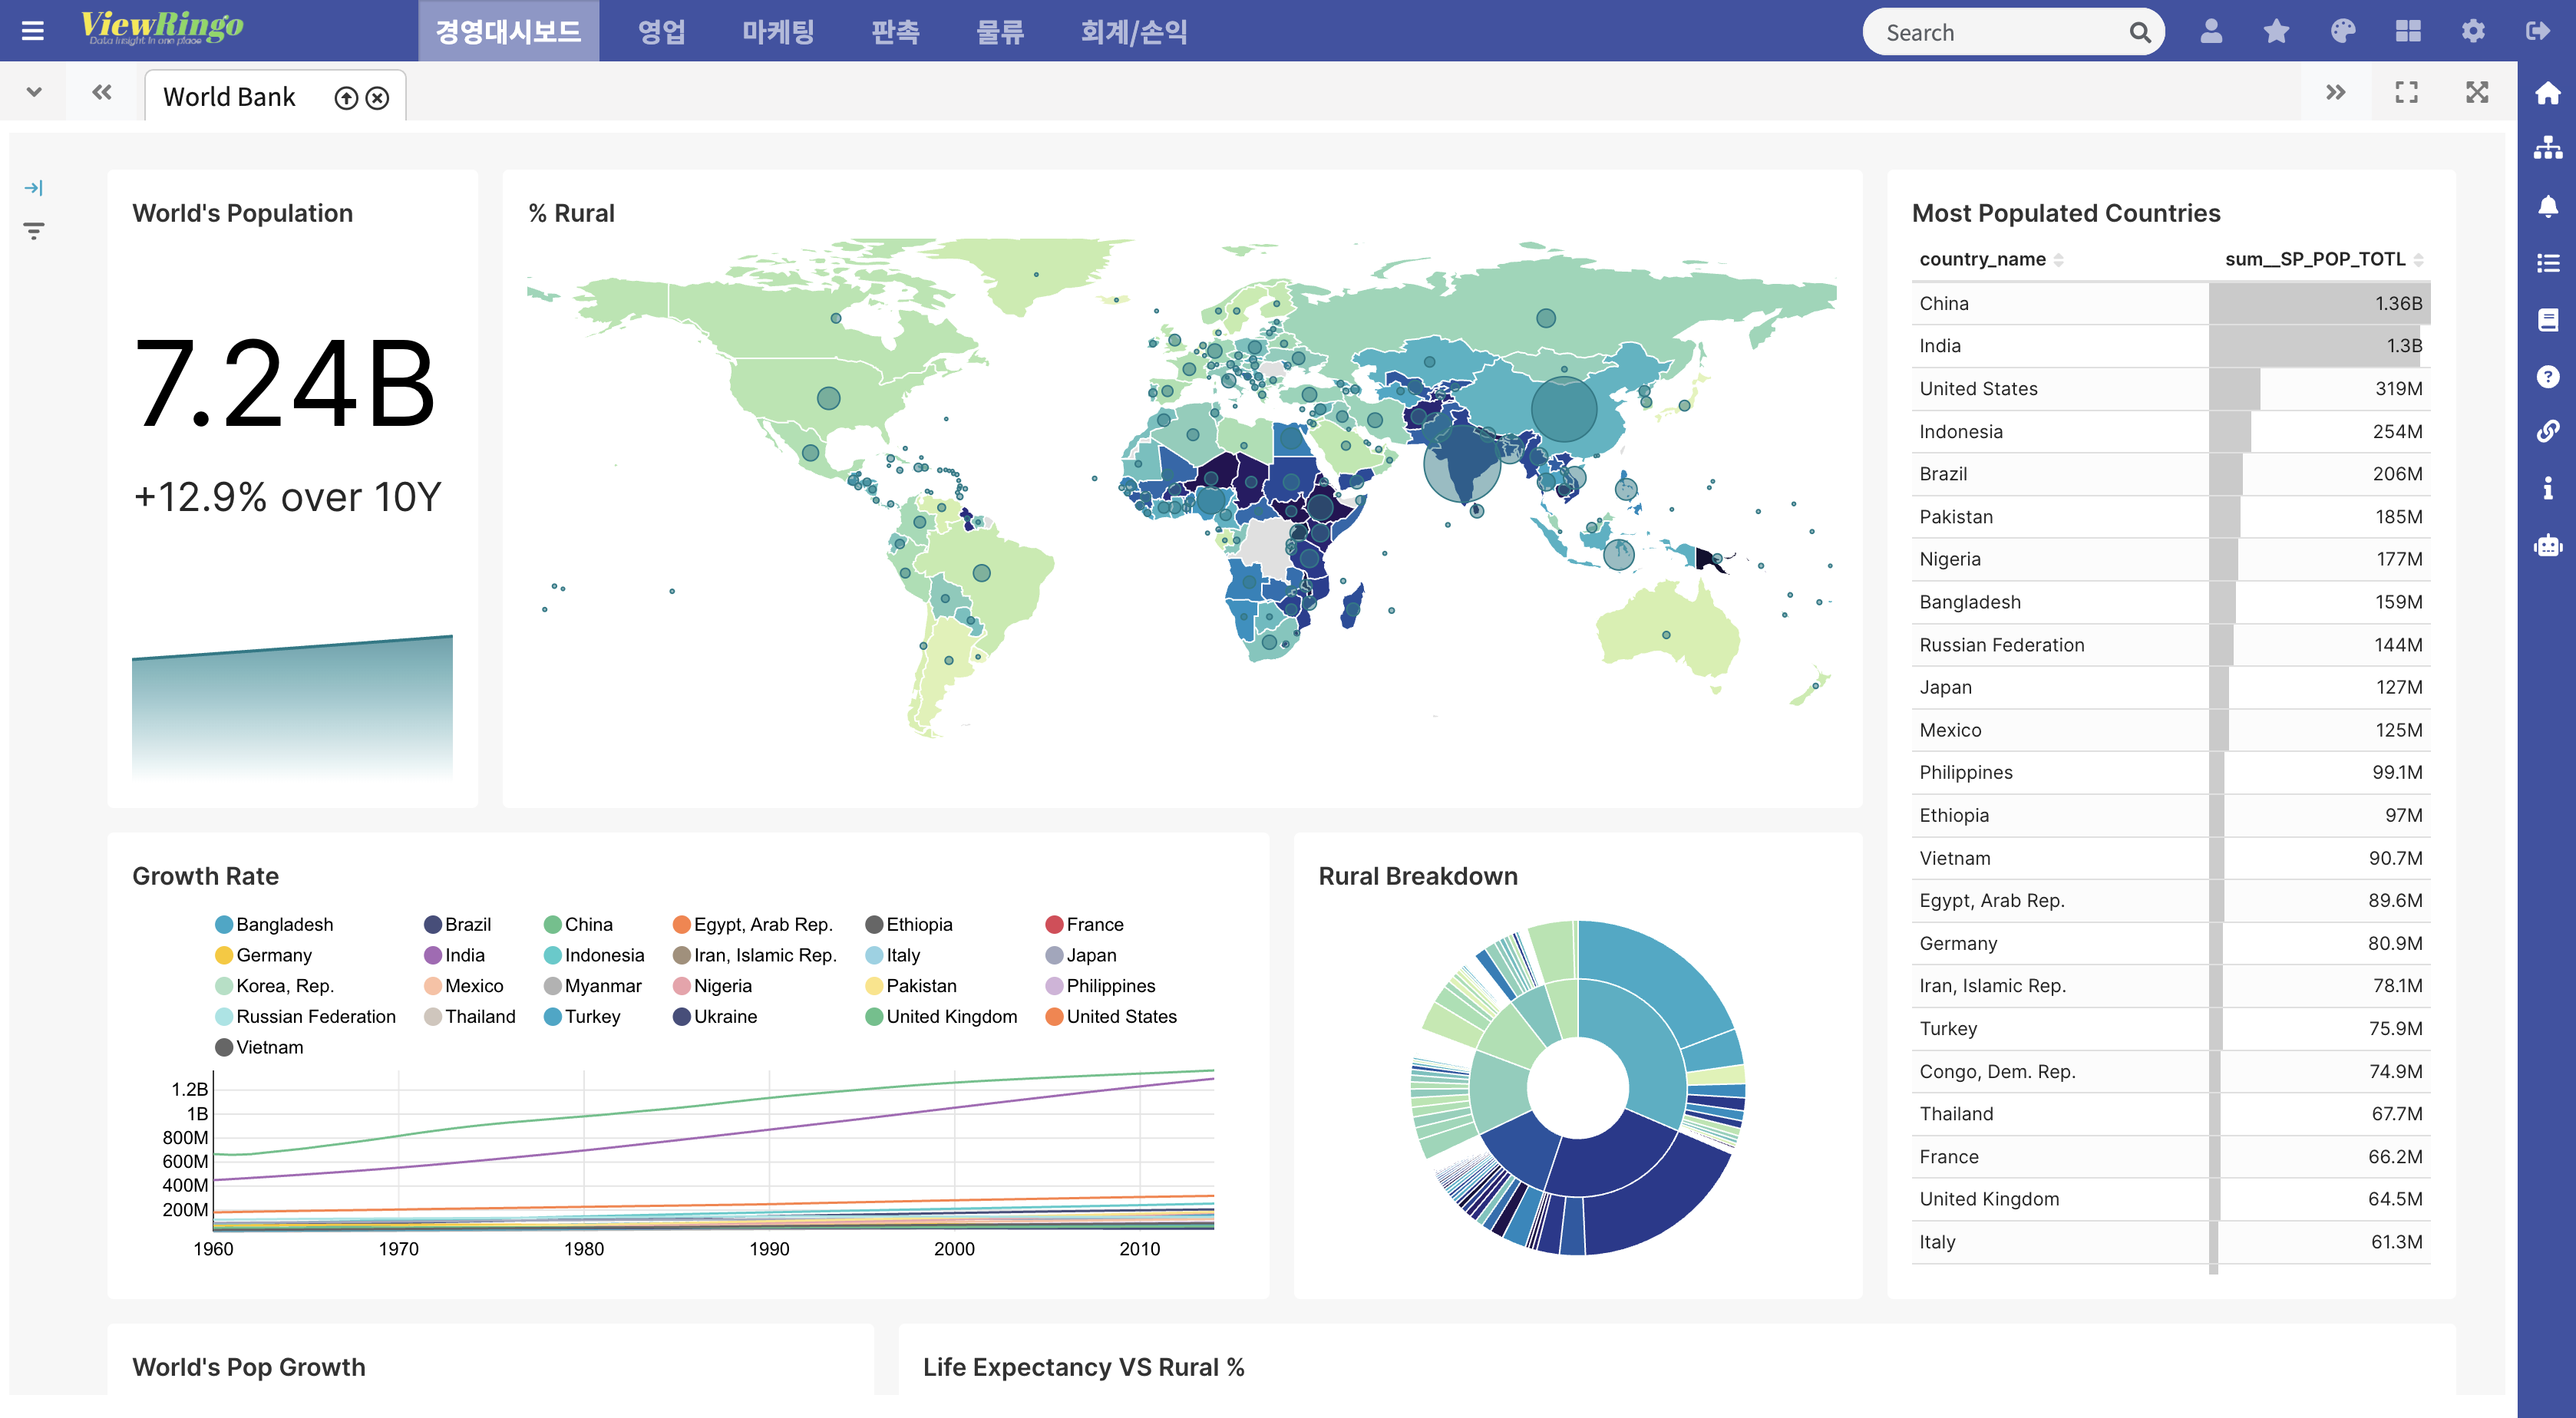 ViewRingo
Data Insight in one place
경영대시보드 영업 마케팅 판촉 물류 회계/손익
Search
World Bank
World's Population
7.24B
+12.9% over 10Y
% Rural
Most Populated Countries
country_name sum__SP_POP_TOTL
China 1.36B
India 1.3B
United States 319M
Indonesia 254M
Brazil 206M
Pakistan 185M
Nigeria 177M
Bangladesh 159M
Russian Federation 144M
Japan 127M
Mexico 125M
Philippines 99.1M
Ethiopia 97M
Vietnam 90.7M
Egypt, Arab Rep. 89.6M
Germany 80.9M
Iran, Islamic Rep. 78.1M
Turkey 75.9M
Congo, Dem. Rep. 74.9M
Thailand 67.7M
France 66.2M
United Kingdom 64.5M
Italy 61.3M
Growth Rate
Bangladesh Brazil China Egypt, Arab Rep. Ethiopia France
Germany India Indonesia Iran, Islamic Rep. Italy Japan
Korea, Rep. Mexico Myanmar Nigeria Pakistan Philippines
Russian Federation Thailand Turkey Ukraine United Kingdom United States
Vietnam
1.2B
1B
800M
600M
400M
200M
1960 1970 1980 1990 2000 2010
Rural Breakdown
World's Pop Growth
Life Expectancy VS Rural %